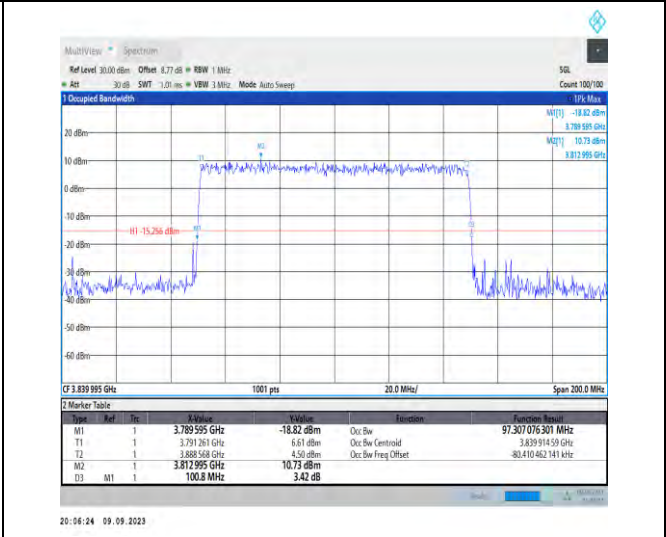 MultiView Spectrum
Ref Level 30.00 dBm Offset 8.77 dB RBW 1 MHz SGL
Att 30 dB SWT 1.01 ms VBW 3 MHz Mode Auto Sweep Count 100/100
1 Occupied Bandwidth 1Pk Max
M1[1] -18.82 dBm
3.789 595 GHz
M2[1] 10.73 dBm
3.812 995 GHz
20 dBm
M2
10 dBm
T1
0 dBm
-10 dBm
H1 -15.256 dBm
M1
D3
-20 dBm
-30 dBm
-40 dBm
-50 dBm
-60 dBm
CF 3.839 995 GHz 1001 pts 20.0 MHz/ Span 200.0 MHz
2 Marker Table
Type Ref Trc X-Value Y-Value Function Function Result
M1 1 3.789 595 GHz -18.82 dBm Occ Bw 97.307 076 301 MHz
T1 1 3.791 261 GHz 6.61 dBm Occ Bw Centroid 3.839 914 59 GHz
T2 1 3.888 568 GHz 4.50 dBm Occ Bw Freq Offset -80.410 462 141 kHz
M2 1 3.812 995 GHz 10.73 dBm
D3 M1 1 100.8 MHz 3.42 dB
20:06:24 09.09.2023